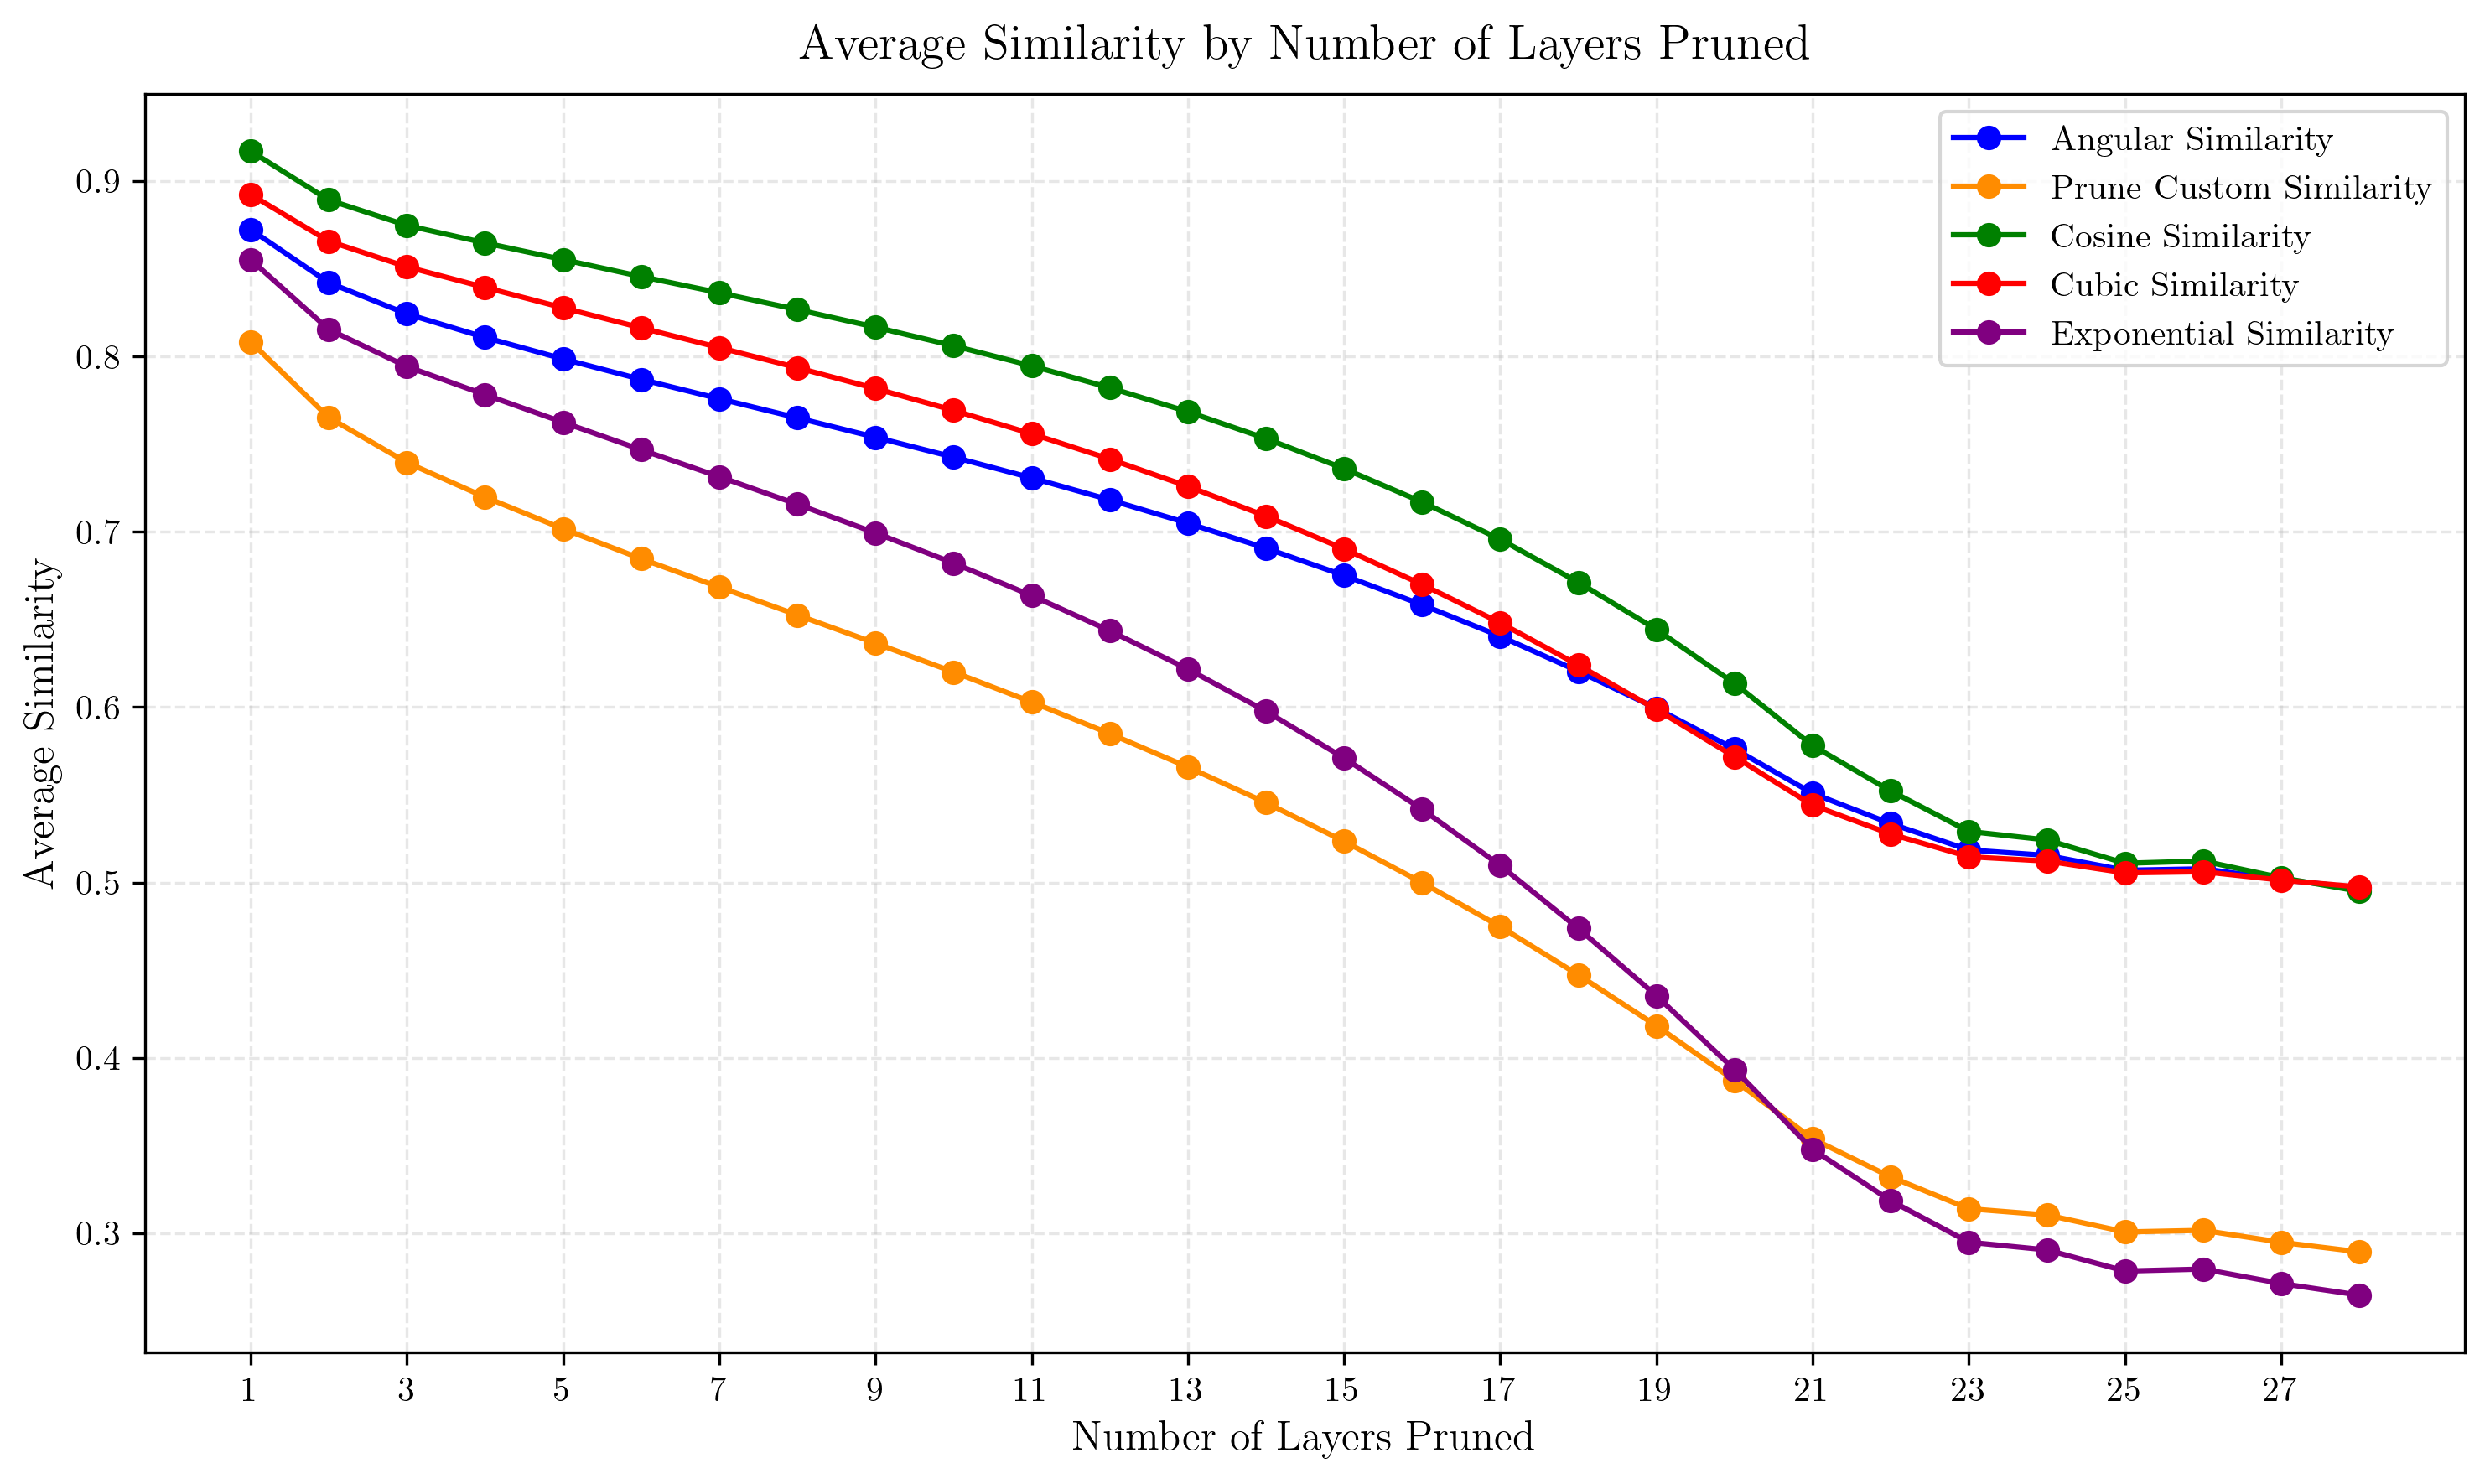 Average Similarity by Number of Layers Pruned
Average Similarity
0.9
0.8
0.7
0.6
0.5
0.4
0.3
Angular Similarity
Prune Custom Similarity
Cosine Similarity
Cubic Similarity
Exponential Similarity
1 3 5 7 9 11 13 15 17 19 21 23 25 27
Number of Layers Pruned